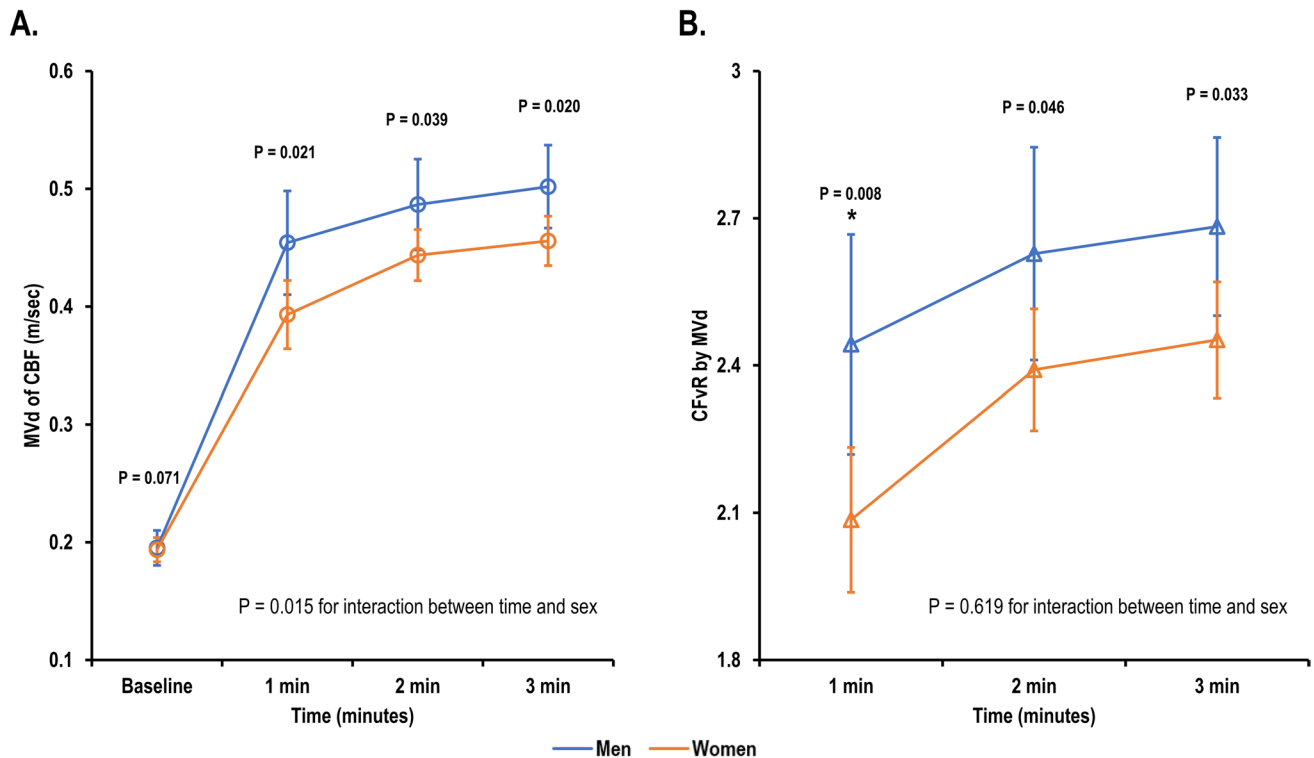 A.
0.6
0.5
0.4
0.3
0.2
0.1
MVd of CBF (m/sec)
P = 0.071
P = 0.021
P = 0.039
P = 0.020
P = 0.015 for interaction between time and sex
Baseline
1 min
2 min
3 min
Time (minutes)
B.
3
2.7
2.4
2.1
1.8
CFvR by MVd
P = 0.008
*
P = 0.046
P = 0.033
P = 0.619 for interaction between time and sex
1 min
2 min
3 min
Time (minutes)
Men
Women